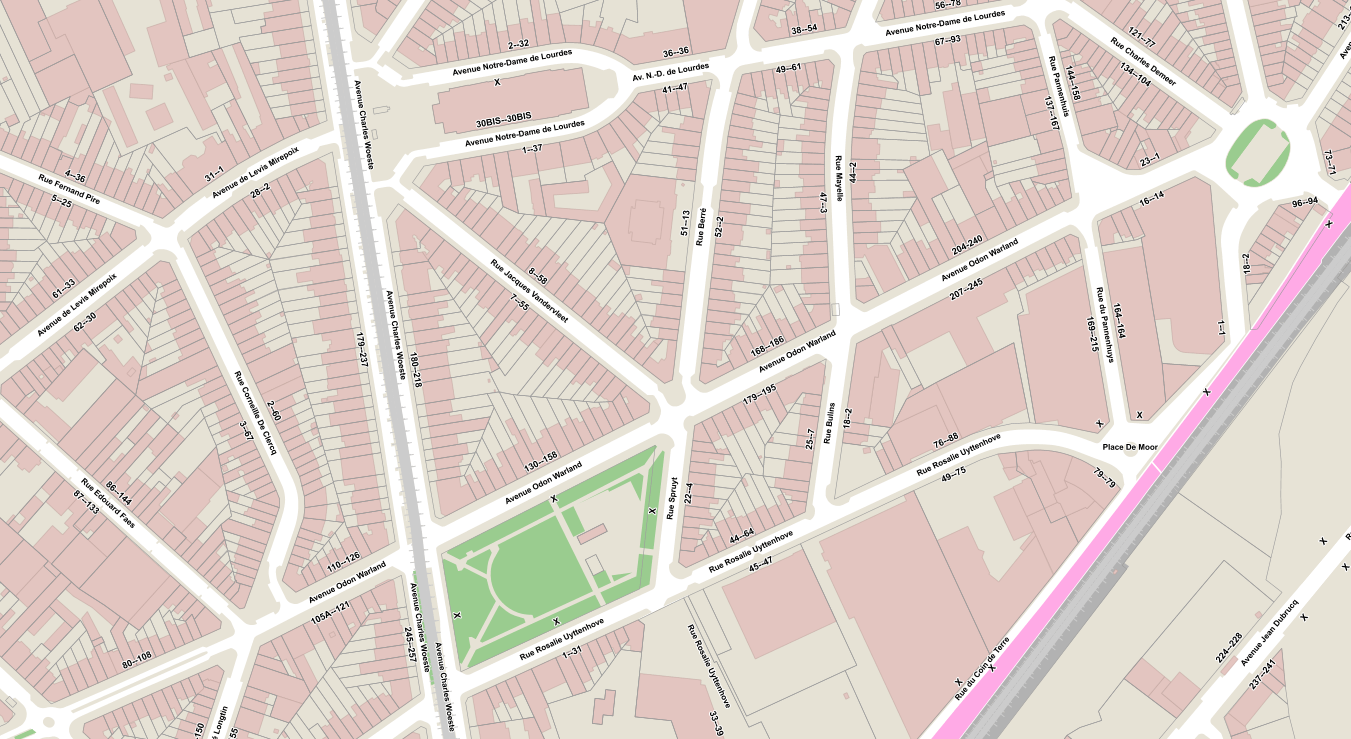 56--78
38--54
Avenue Notre-Dame de Lourdes
67--93
2--32
Avenue Notre-Dame de Lourdes
X
36--36
Av. N.-D. de Lourdes
41--47
49--61
121--77
Rue Charles Demeer
134--104
213--
Rue Pannenhuis
144--158
137--167
Avenue Charles Woeste
30BIS--30BIS
Avenue Notre-Dame de Lourdes
1--37
31--1
Avenue de Levis Mirepoix
28--2
4--36
Rue Fernand Pire
5--25
23--1
73--71
16--14
96--94
X
Rue Mayelle
44--2
47--3
51--13
Rue Berré
52--2
204-240
Avenue Odon Warland
207--245
18--2
61--33
Avenue de Levis Mirepoix
62--30
8--58
Rue Jacques Vandervleet
7--55
Avenue Charles Woeste
179--237
180--218
Rue du Pannenhuys
164--164
169--215
1--1
168--186
Avenue Odon Warland
179--195
Rue Corneille De Clercq
2--60
3--67
X
X
X
25--7
Rue Bulins
18--2
76--88
Rue Rosalie Uyttenhove
49--75
Place De Moor
79--79
130--158
Avenue Odon Warland
X
X
Rue Spruyt
22--4
86--144
Rue Edouard Faes
87--133
44--64
Rue Rosalie Uyttenhove
45--47
110--126
Avenue Odon Warland
105A--121
X
X
X
X
Avenue Charles Woeste
245--257
Avenue Charles Woeste
Rue Rosalie Uyttenhove
1--31
Rue Rosalie Uyttenhove
33--39
80--108
Rue du Coin de Terre
X
X
224--228
Avenue Jean Dubrucq
237--241
X
Longtin